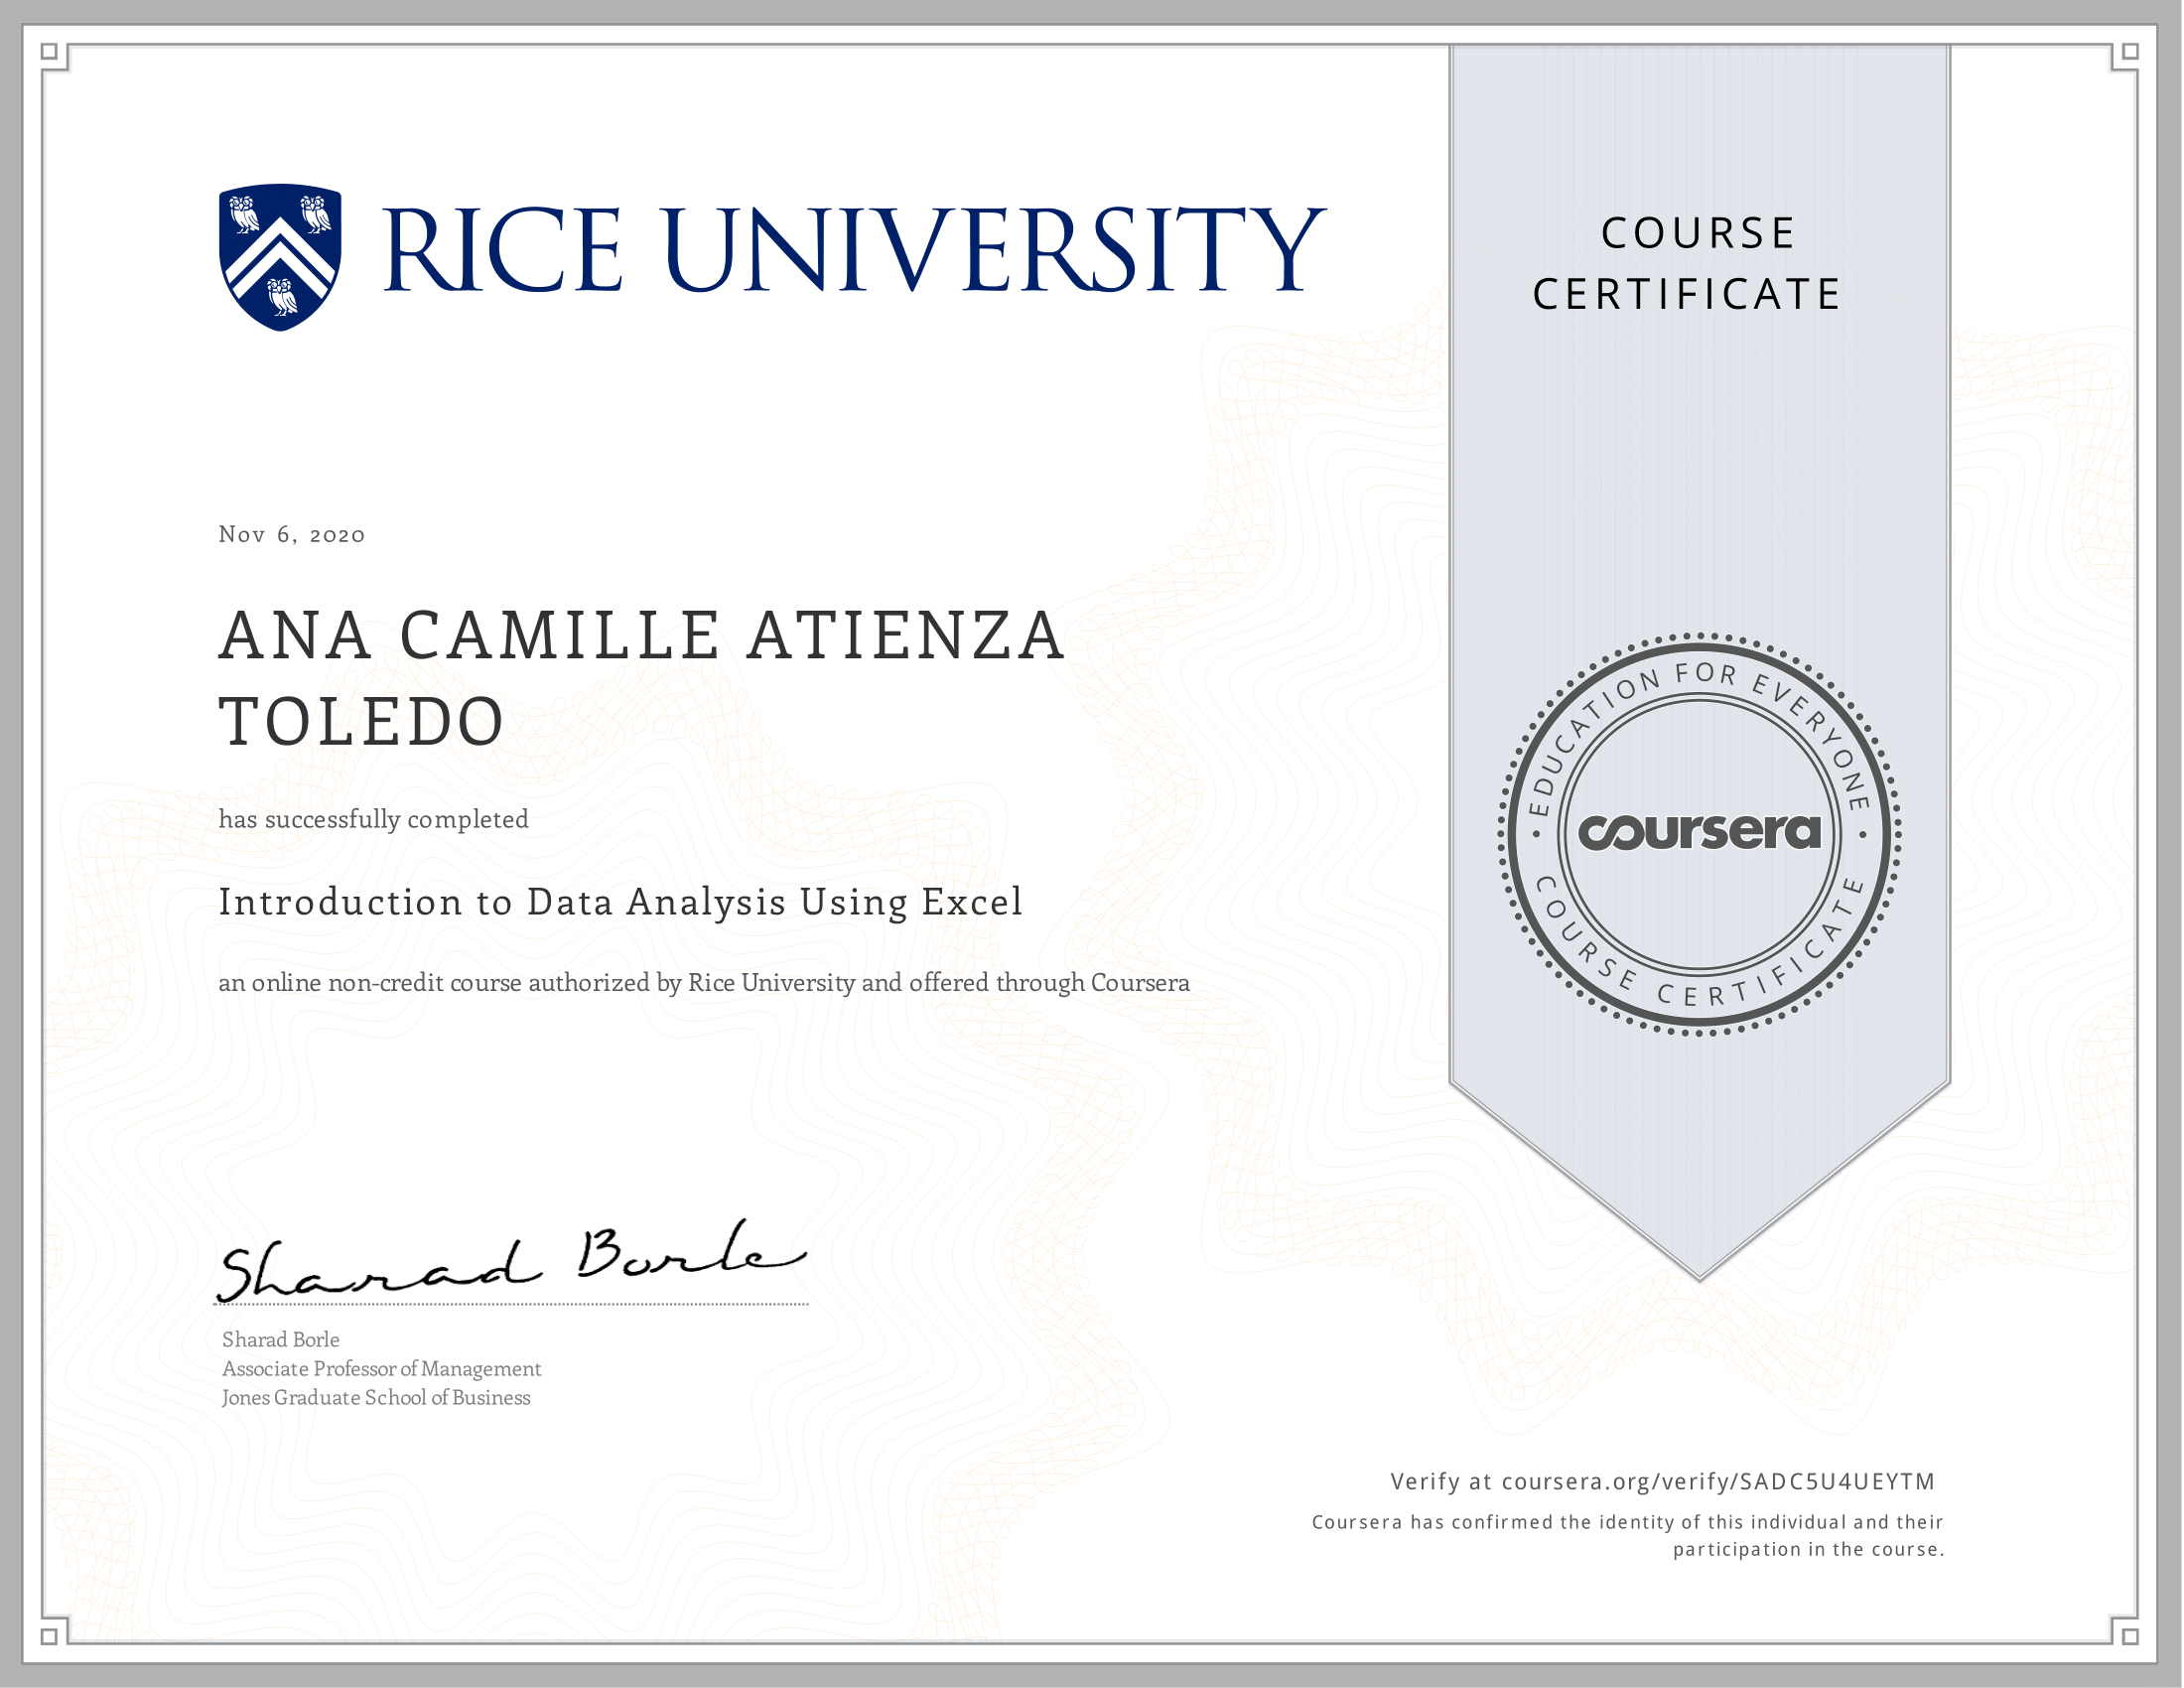 RICE UNIVERSITY
COURSE
CERTIFICATE
Nov 6, 2020
ANA CAMILLE ATIENZA
TOLEDO
has successfully completed
Introduction to Data Analysis Using Excel
an online non-credit course authorized by Rice University and offered through Coursera
EDUCATION FOR EVERYONE
coursera
COURSE CERTIFICATE
Sharad Borle
Sharad Borle
Associate Professor of Management
Jones Graduate School of Business
Verify at coursera.org/verify/SADC5U4UEYTM
Coursera has confirmed the identity of this individual and their
participation in the course.